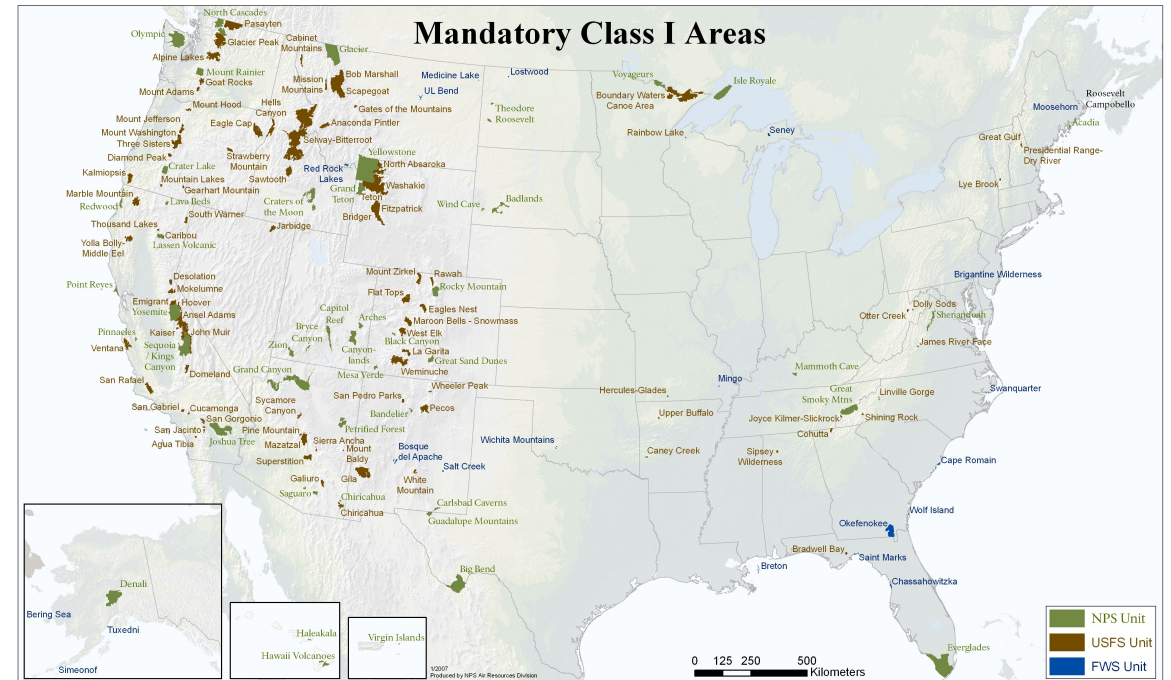 Mandatory Class I Areas
North Cascades
Pasayten
Olympic
Glacier Peak
Alpine Lakes
Cabinet
Mountains
Glacier
Mount Rainier
Goat Rocks
Mount Adams
Mission
Mountains
Bob Marshall
Scapegoat
Medicine Lake
UL Bend
Lostwood
Voyageurs
Isle Royale
Boundary Waters
Canoe Area
Roosevelt
Campobello
Moosehorn
Acadia
Mount Hood
Hells
Canyon
Gates of the Mountains
Theodore
Roosevelt
Mount Jefferson
Eagle Cap
Anaconda Pintler
Mount Washington
Three Sisters
Selway-Bitterroot
Rainbow Lake
Seney
Great Gulf
Presidential Range-
Dry River
Diamond Peak
Strawberry
Mountain
Yellowstone
North Absaroka
Kalmiopsis
Crater Lake
Mountain Lakes
Sawtooth
Red Rock
Lakes
Washakie
Lye Brook
Marble Mountain
Gearhart Mountain
Grand
Teton
Teton
Redwood
Lava Beds
Craters of
the Moon
Fitzpatrick
Bridger
Wind Cave
Badlands
South Warner
Thousand Lakes
Jarbidge
Caribou
Yolla Bolly-
Middle Eel
Lassen Volcanic
Point Reyes
Desolation
Mokelumne
Mount Zirkel
Rawah
Rocky Mountain
Brigantine Wilderness
Emigrant
Hoover
Flat Tops
Yosemite
Ansel Adams
Capitol
Reef
Arches
Eagles Nest
Maroon Bells - Snowmass
Dolly Sods
Otter Creek
Shenandoah
Pinnacles
Kaiser
John Muir
Bryce
Canyon
West Elk
Black Canyon
James River Face
Ventana
Sequoia
/ Kings
Canyon
Zion
Canyon-
lands
La Garita
Great Sand Dunes
Domeland
Grand Canyon
Mesa Verde
Weminuche
Mammoth Cave
San Rafael
Wheeler Peak
Hercules-Glades
Mingo
Great
Smoky Mtns
Linville Gorge
Swanquarter
Sycamore
Canyon
San Pedro Parks
San Gabriel
Cucamonga
Bandelier
Pecos
Upper Buffalo
Joyce Kilmer-Slickrock
Shining Rock
San Gorgonio
San Jacinto
Pine Mountain
Petrified Forest
Cohutta
Agua Tibia
Joshua Tree
Mazatzal
Sierra Ancha
Mount
Baldy
Bosque
del Apache
Wichita Mountains
Caney Creek
Sipsey
Wilderness
Superstition
Salt Creek
Cape Romain
Galiuro
Gila
White
Mountain
Saguaro
Chiricahua
Chiricahua
Carlsbad Caverns
Guadalupe Mountains
Wolf Island
Okefenokee
Bradwell Bay
Saint Marks
Breton
Chassahowitzka
Big Bend
Everglades
Denali
Bering Sea
Tuxedni
Simeonof
Haleakala
Hawaii Volcanoes
Virgin Islands
1/2007
Produced by NPS Air Resources Division
0 125 250 500
Kilometers
NPS Unit
USFS Unit
FWS Unit